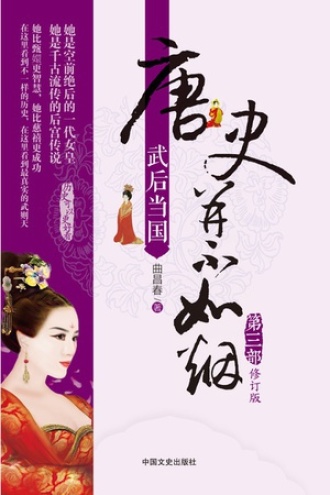 唐史并不如烟
第三部
修订版
武后当国
曲昌春/著
她是空前绝后的一代女皇
她是千古流传的后宫传说
她比甄嬛更智慧，她比慈禧更成功
在这里看到不一样的历史，在这里看到最真实的武则天
中国文史出版社